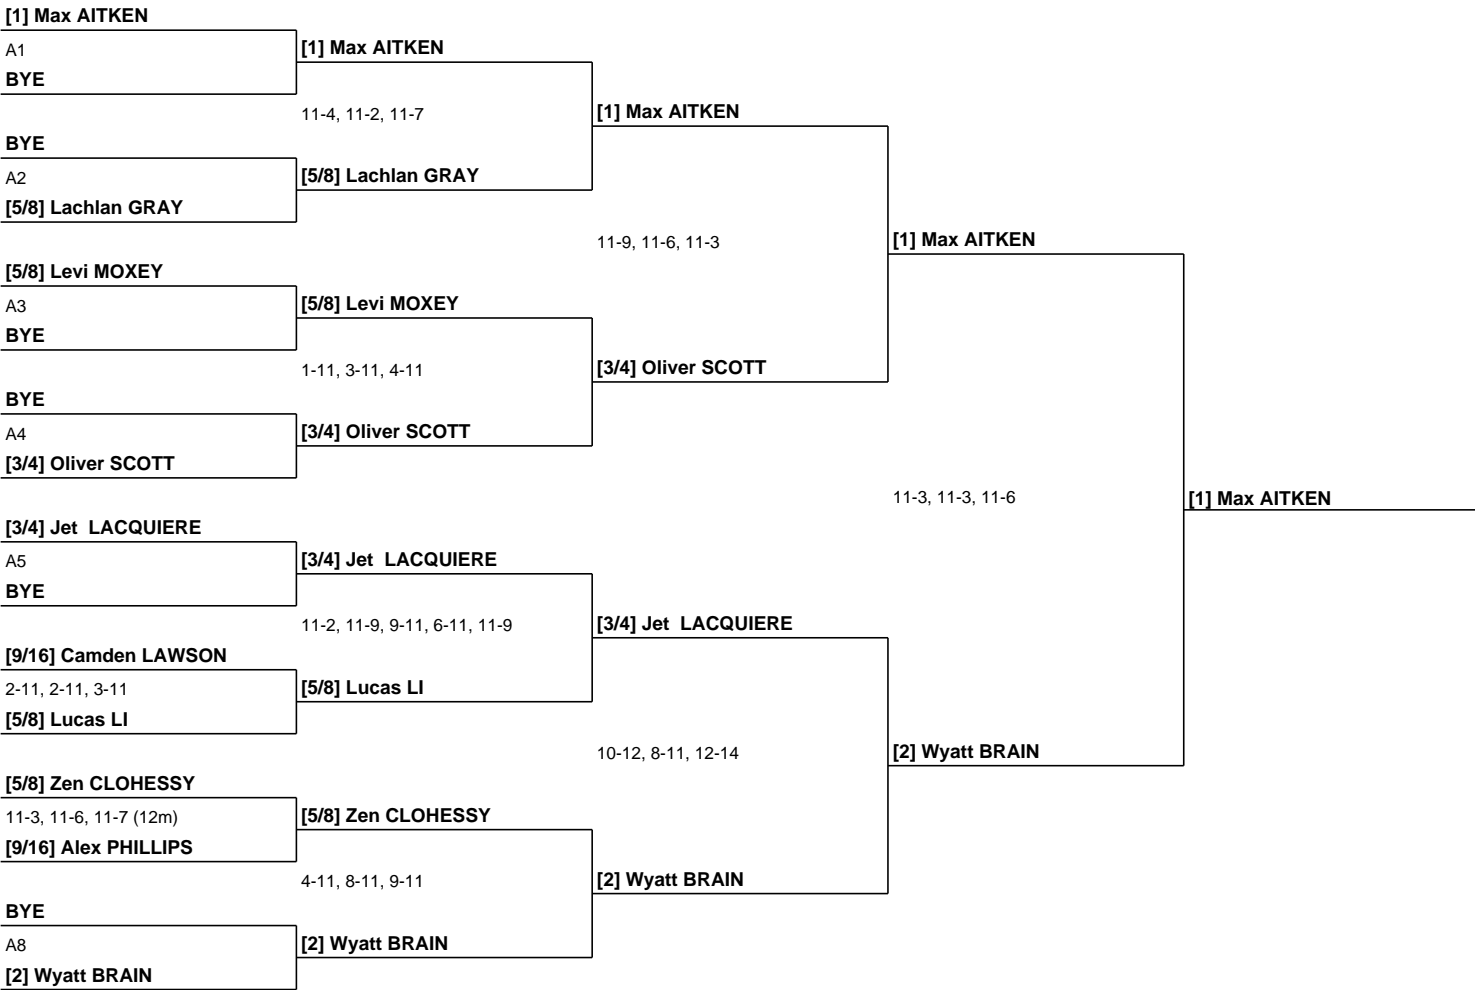 [1] Max AITKEN
A1
BYE
BYE
A2
[5/8] Lachlan GRAY
[5/8] Levi MOXEY
A3
BYE
BYE
A4
[3/4] Oliver SCOTT
[3/4] Jet  LACQUIERE
A5
BYE
[9/16] Camden LAWSON
2-11, 2-11, 3-11
[5/8] Lucas LI
[5/8] Zen CLOHESSY
11-3, 11-6, 11-7 (12m)
[9/16] Alex PHILLIPS
BYE
A8
[2] Wyatt BRAIN
[1] Max AITKEN
11-4, 11-2, 11-7
[5/8] Lachlan GRAY
[5/8] Levi MOXEY
1-11, 3-11, 4-11
[3/4] Oliver SCOTT
[3/4] Jet  LACQUIERE
11-2, 11-9, 9-11, 6-11, 11-9
[5/8] Lucas LI
[5/8] Zen CLOHESSY
4-11, 8-11, 9-11
[2] Wyatt BRAIN
[1] Max AITKEN
11-9, 11-6, 11-3
[3/4] Oliver SCOTT
[3/4] Jet  LACQUIERE
10-12, 8-11, 12-14
[2] Wyatt BRAIN
[1] Max AITKEN
11-3, 11-3, 11-6
[2] Wyatt BRAIN
[1] Max AITKEN